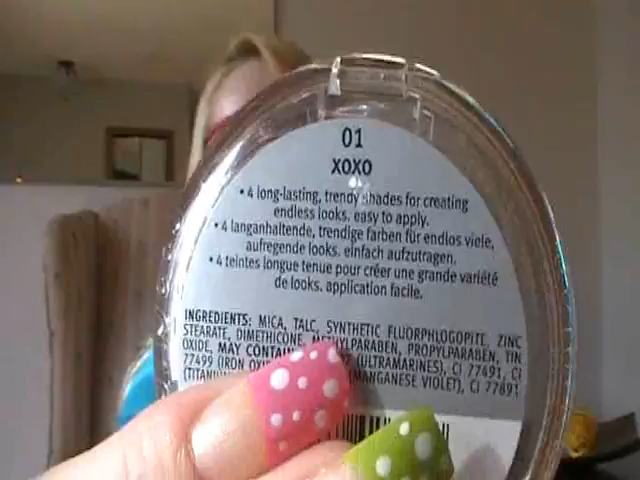 01
XOXO
• 4 long-lasting, trendy shades for creating
endless looks. easy to apply.
• 4 langanhaltende, trendige farben für endlos viele,
aufregende looks. einfach aufzutragen.
• 4 teintes longue tenue pour créer une grande variété
de looks. application facile.
INGREDIENTS: MICA, TALC, SYNTHETIC FLUORPHLOGOPITE, ZINC
STEARATE, DIMETHICONE, METHYLPARABEN, PROPYLPARABEN, TIN
OXIDE, MAY CONTAIN (ULTRAMARINES), CI 77491, CI
77499 (IRON (MANGANESE VIOLET), CI 77891
(TITANIUM